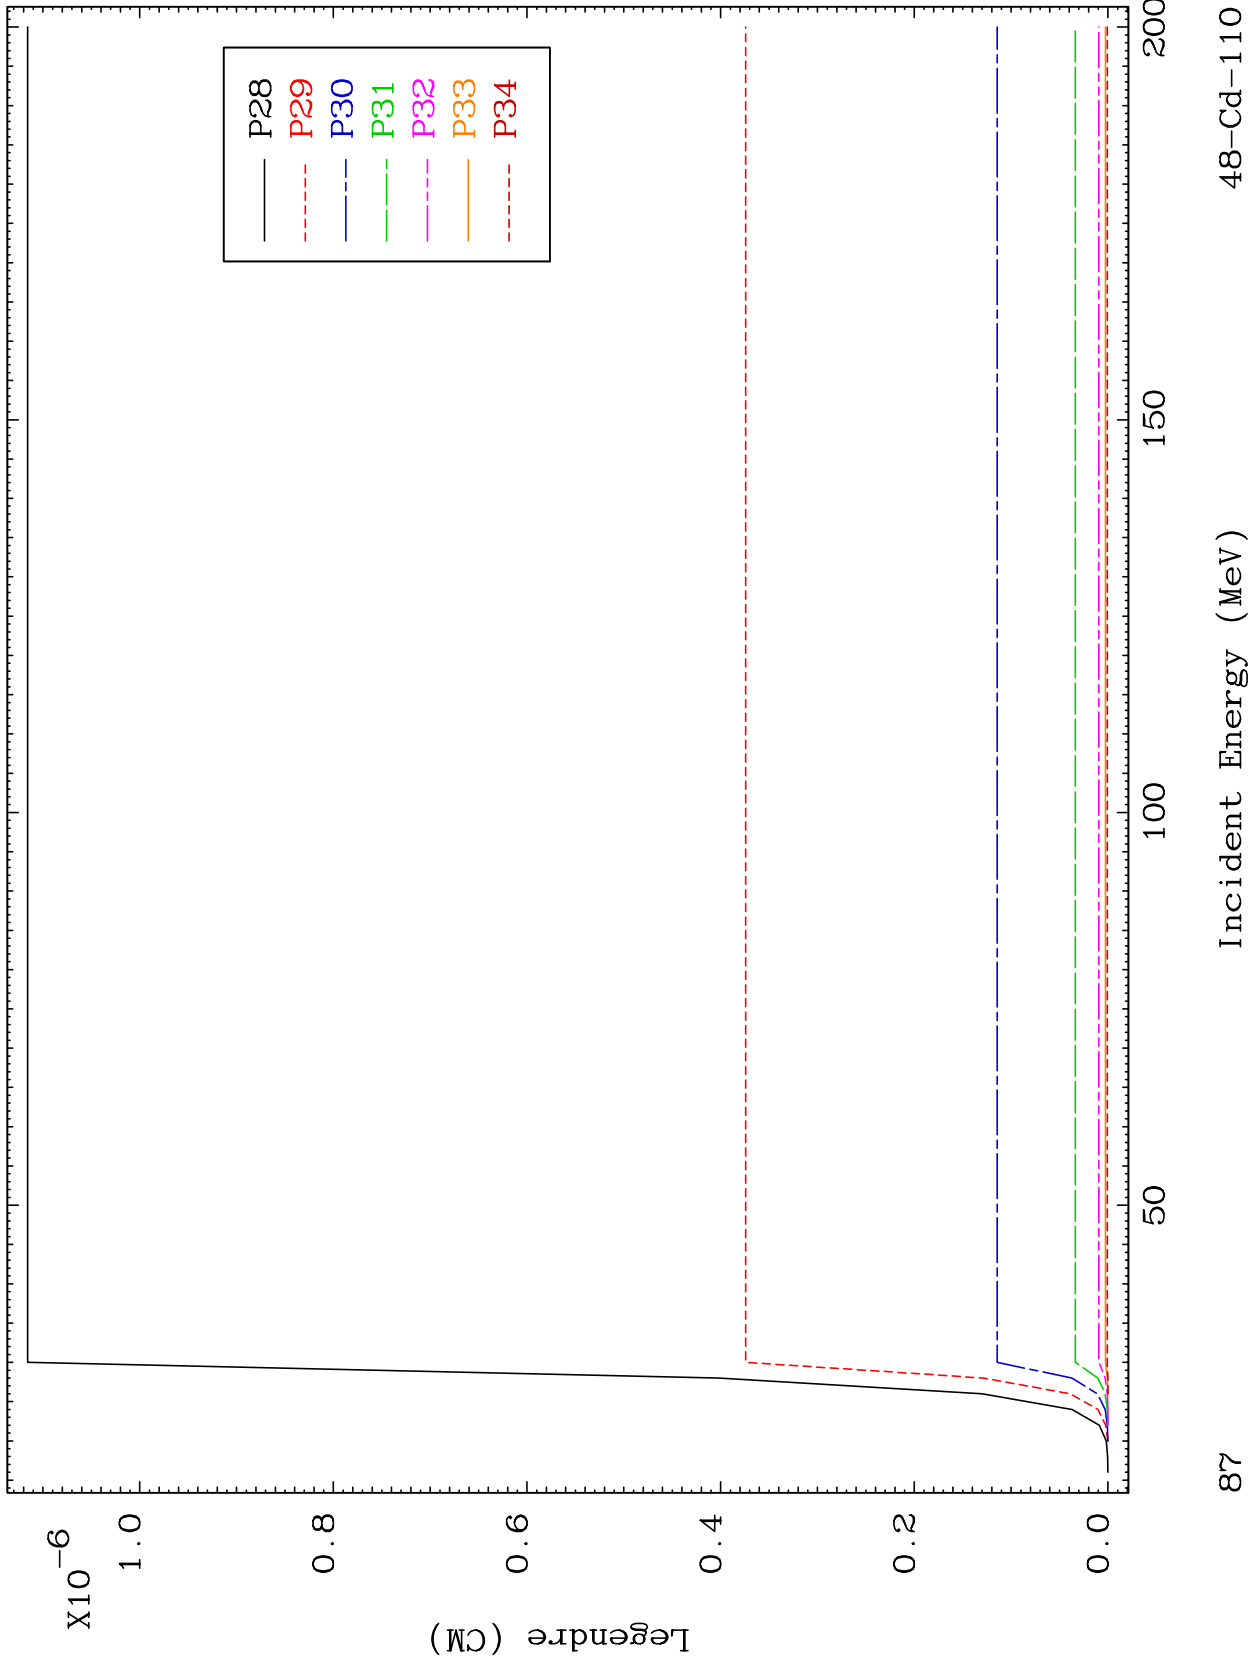 X10-6
1.0
0.8
0.6
0.4
0.2
0.0
Legendre (CM)
P28
P29
P30
P31
P32
P33
P34
50
100
150
200
Incident Energy (MeV)
87
48-Cd-110